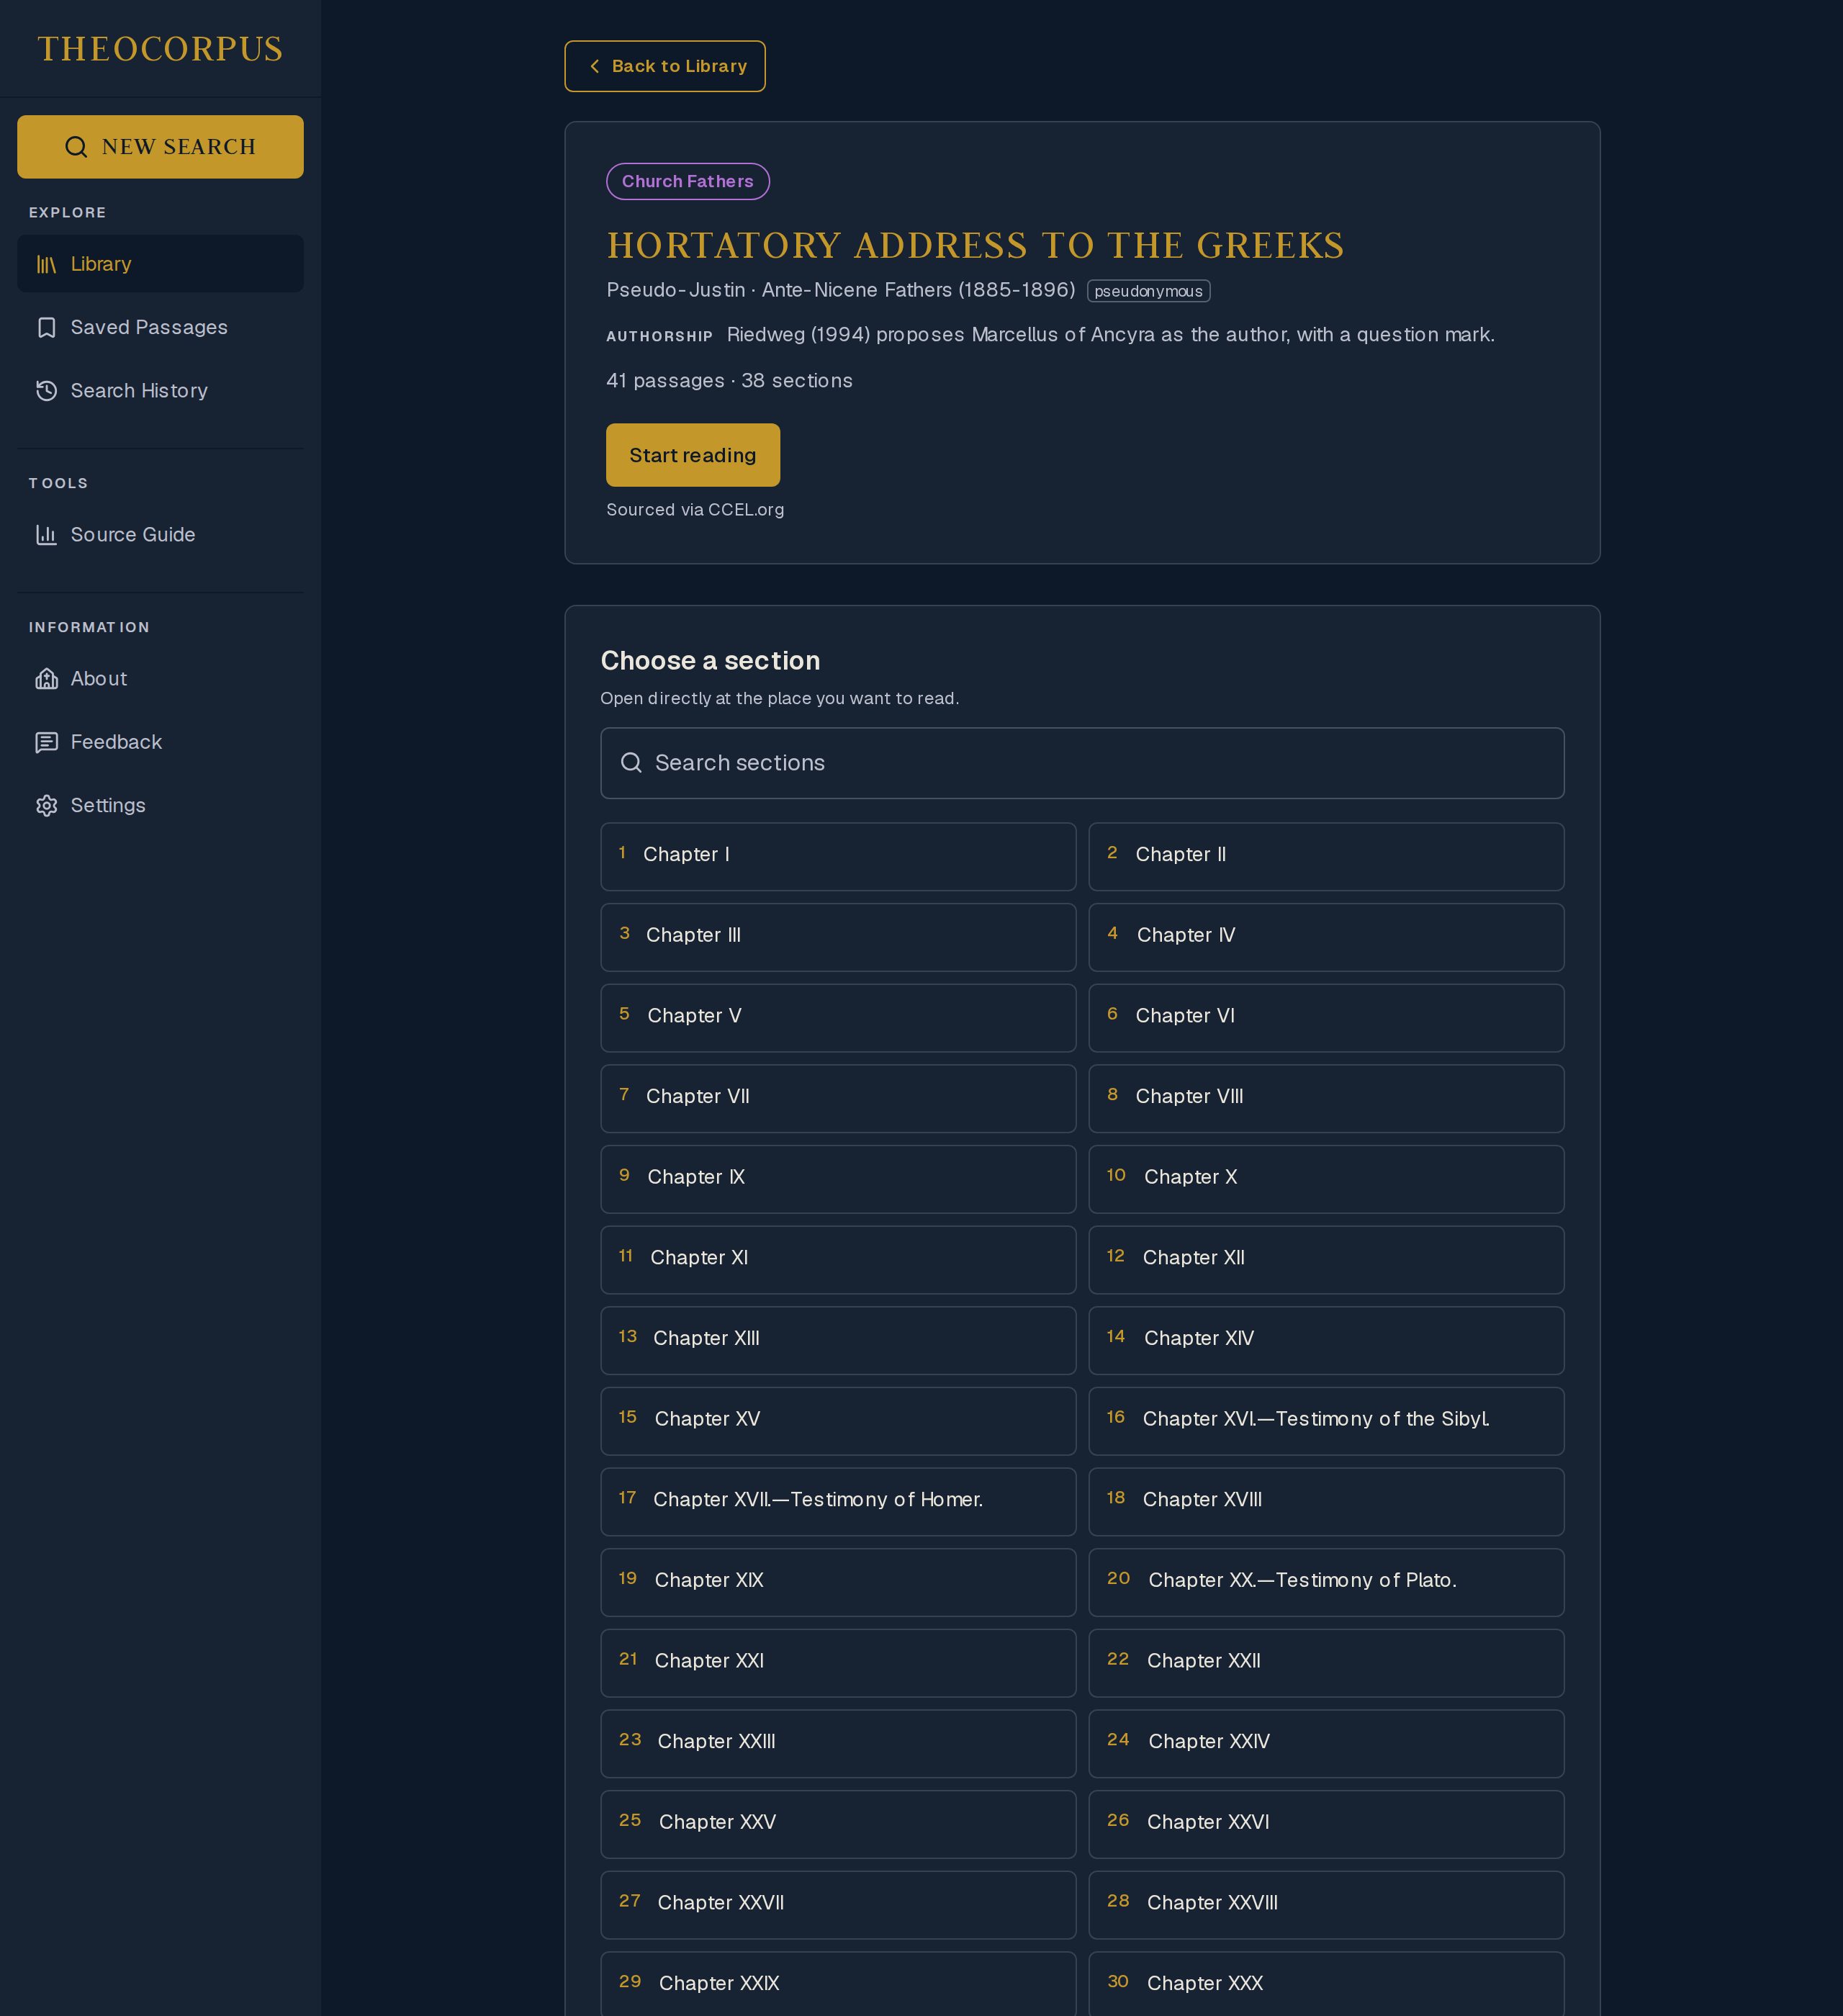 THEOCORPUS
NEW SEARCH
EXPLORE
Library
Saved Passages
Search History
TOOLS
Source Guide
INFORMATION
About
Feedback
Settings
Back to Library
Church Fathers
HORTATORY ADDRESS TO THE GREEKS
Pseudo-Justin · Ante-Nicene Fathers (1885-1896) pseudonymous
AUTHORSHIP Riedweg (1994) proposes Marcellus of Ancyra as the author, with a question mark.
41 passages · 38 sections
Start reading
Sourced via CCEL.org
Choose a section
Open directly at the place you want to read.
Search sections
1 Chapter I
2 Chapter II
3 Chapter III
4 Chapter IV
5 Chapter V
6 Chapter VI
7 Chapter VII
8 Chapter VIII
9 Chapter IX
10 Chapter X
11 Chapter XI
12 Chapter XII
13 Chapter XIII
14 Chapter XIV
15 Chapter XV
16 Chapter XVI.—Testimony of the Sibyl.
17 Chapter XVII.—Testimony of Homer.
18 Chapter XVIII
19 Chapter XIX
20 Chapter XX.—Testimony of Plato.
21 Chapter XXI
22 Chapter XXII
23 Chapter XXIII
24 Chapter XXIV
25 Chapter XXV
26 Chapter XXVI
27 Chapter XXVII
28 Chapter XXVIII
29 Chapter XXIX
30 Chapter XXX